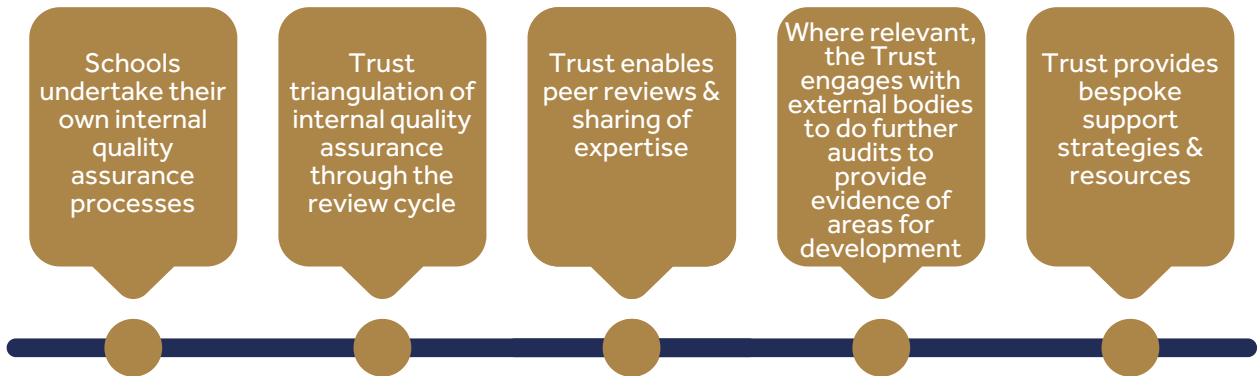 Schools
undertake their
own internal
quality
assurance
processes
Trust
triangulation of
internal quality
assurance
through the
review cycle
Trust enables
peer reviews &
sharing of
expertise
Where relevant,
the Trust
engages with
external bodies
to do further
audits to
provide
evidence of
areas for
development
Trust provides
bespoke
support
strategies &
resources